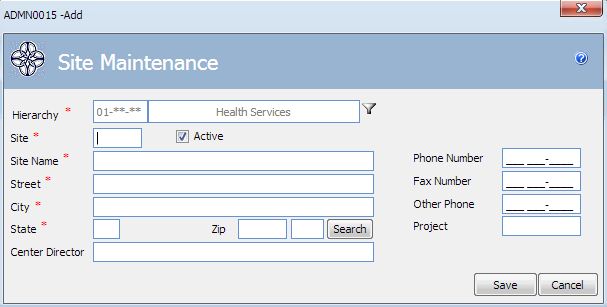 ADMN0015 -Add
Site Maintenance
Hierarchy * 01-**-** Health Services
Site * Active
Site Name * Phone Number ___ ___-____
Street * Fax Number ___ ___-____
City * Other Phone ___ ___-____
State * Zip Search Project
Center Director
Save Cancel